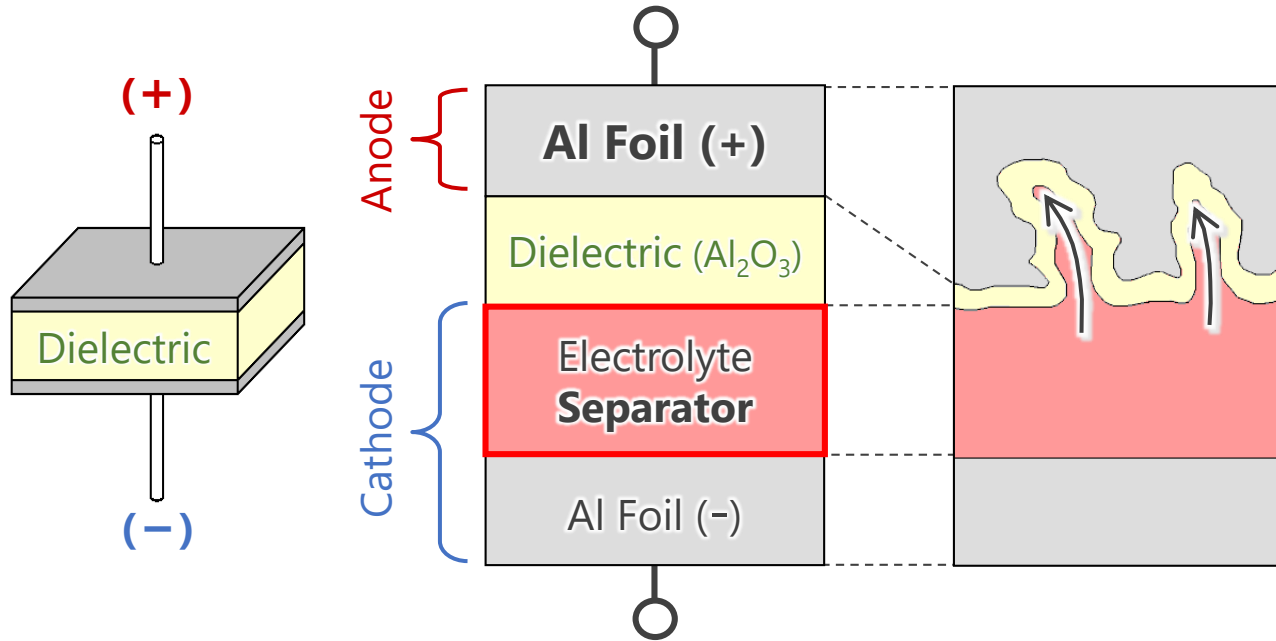 (+)
Dielectric
(−)
Anode
Cathode
Al Foil (+)
Dielectric (Al₂O₃)
Electrolyte
Separator
Al Foil (−)